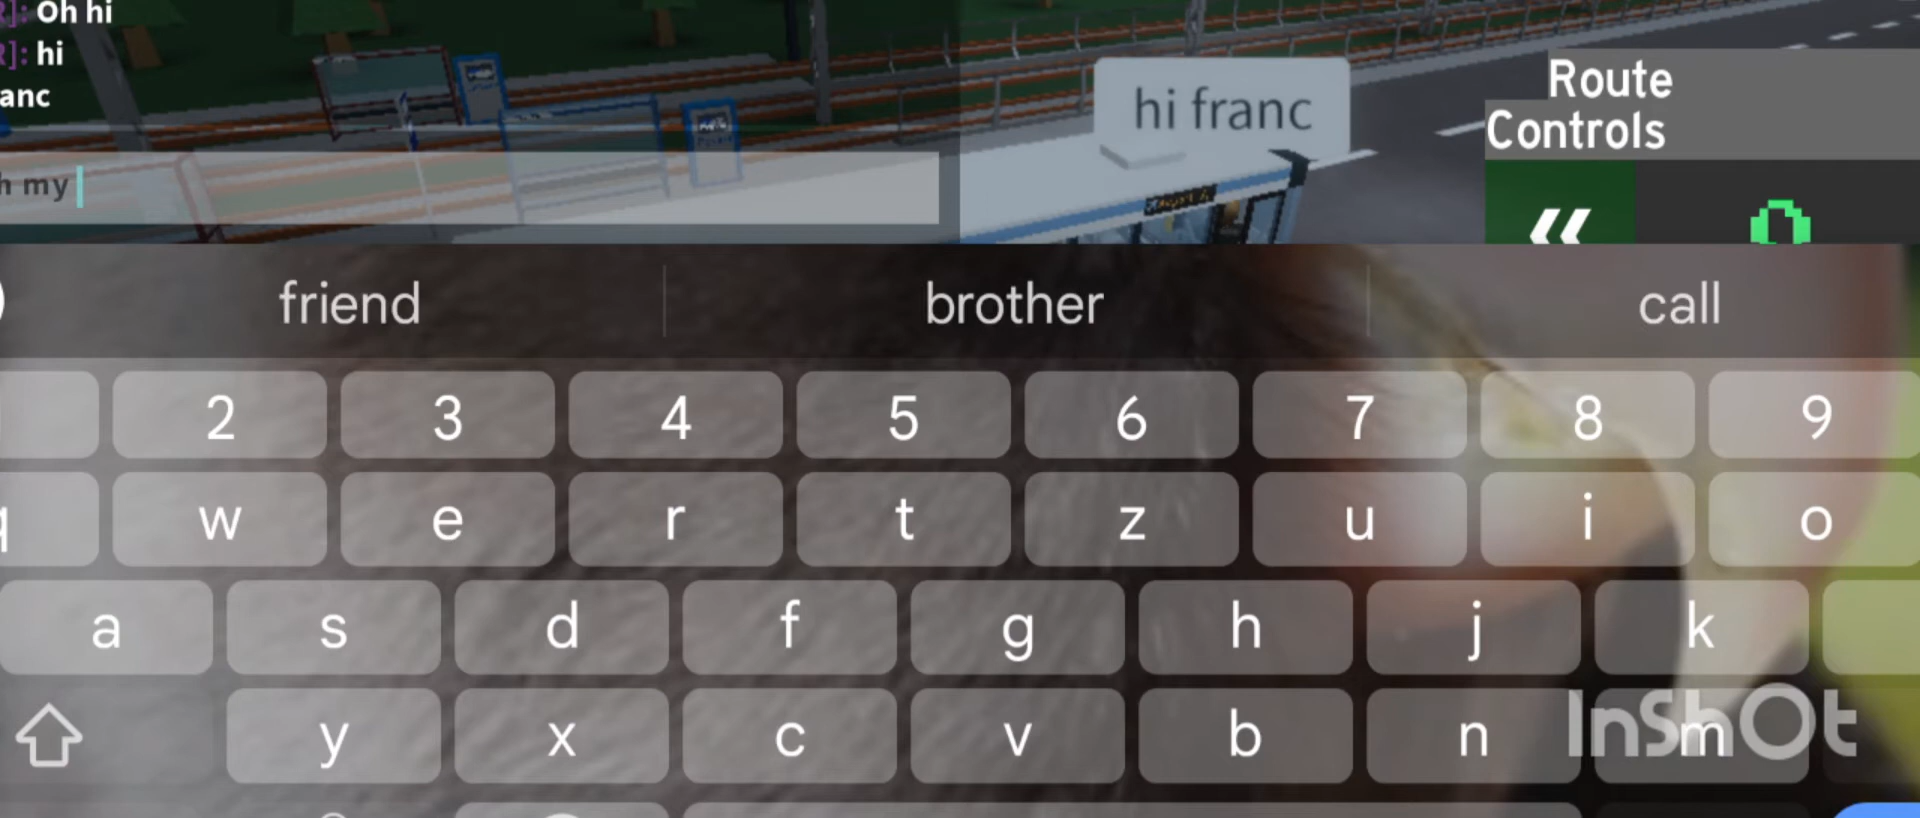 ]: Oh hi
]: hi
anc
hi franc
Route
Controls
h my
«
0
friend
brother
call
2 3 4 5 6 7 8 9
q w e r t z u i o
a s d f g h j k
y x c v b n m
InShOt